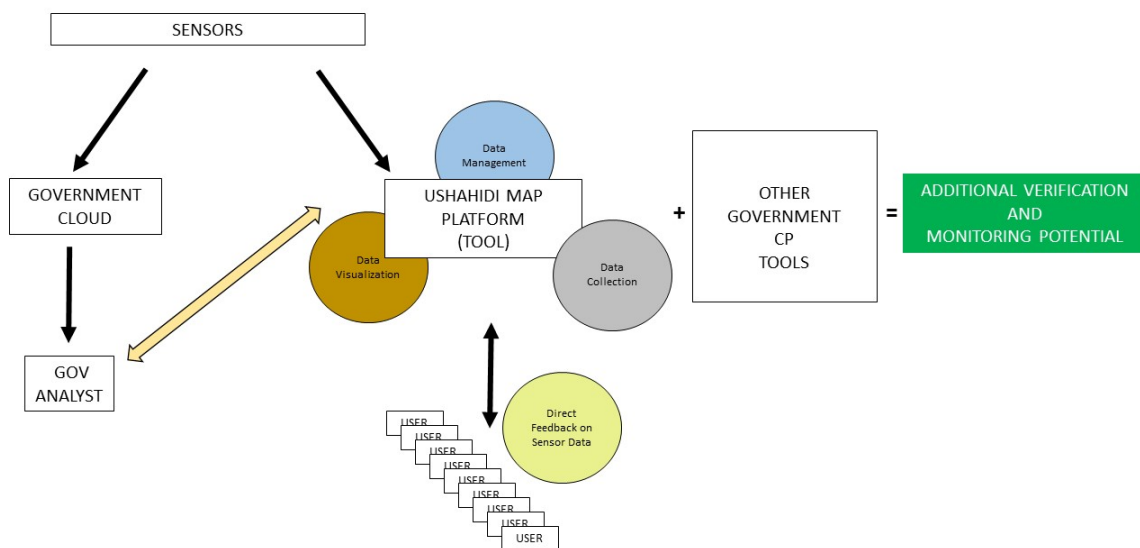 SENSORS
Data
Management
GOVERNMENT
CLOUD
USHAHIDI MAP
PLATFORM
(TOOL)
Data
Visualization
Data
Collection
+
OTHER
GOVERNMENT
CP
TOOLS
=
ADDITIONAL VERIFICATION
AND
MONITORING POTENTIAL
GOV
ANALYST
Direct
Feedback on
Sensor Data
USER
USER
USER
USER
USER
USER
USER
USER
USER